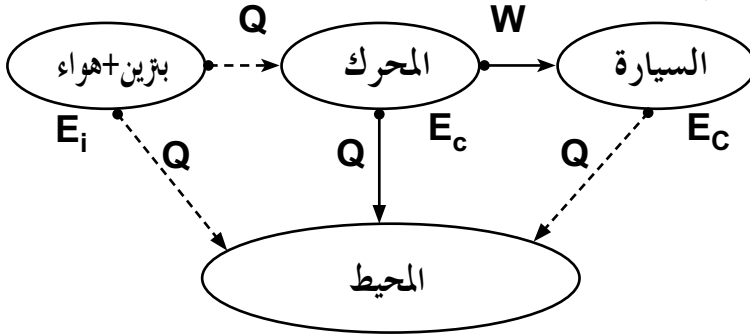 Q W
بنزين+هواء المحرك السيارة
E_i Q Q E_c Q E_C
المحيط